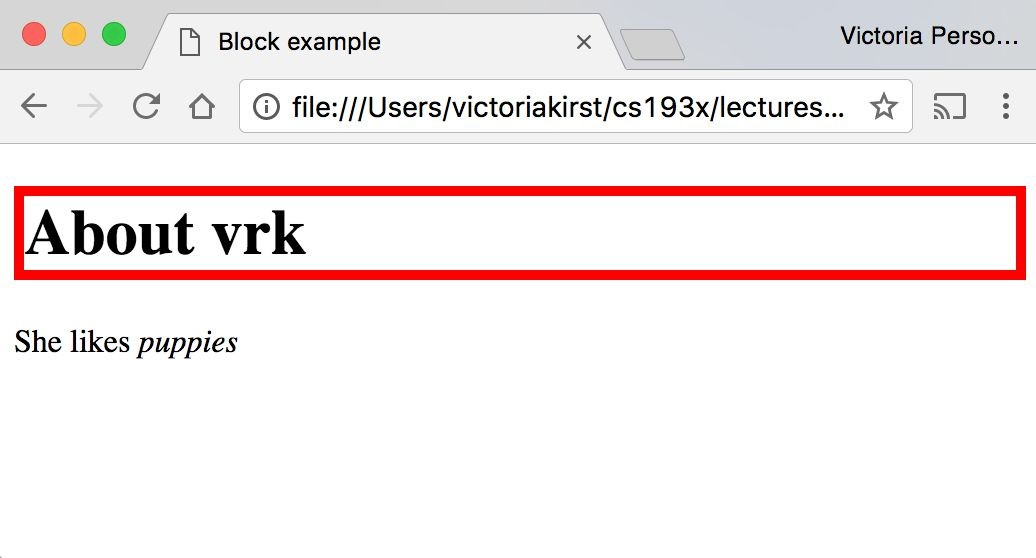 Block example
Victoria Perso...
file:///Users/victoriakirst/cs193x/lectures...
About vrk
She likes puppies